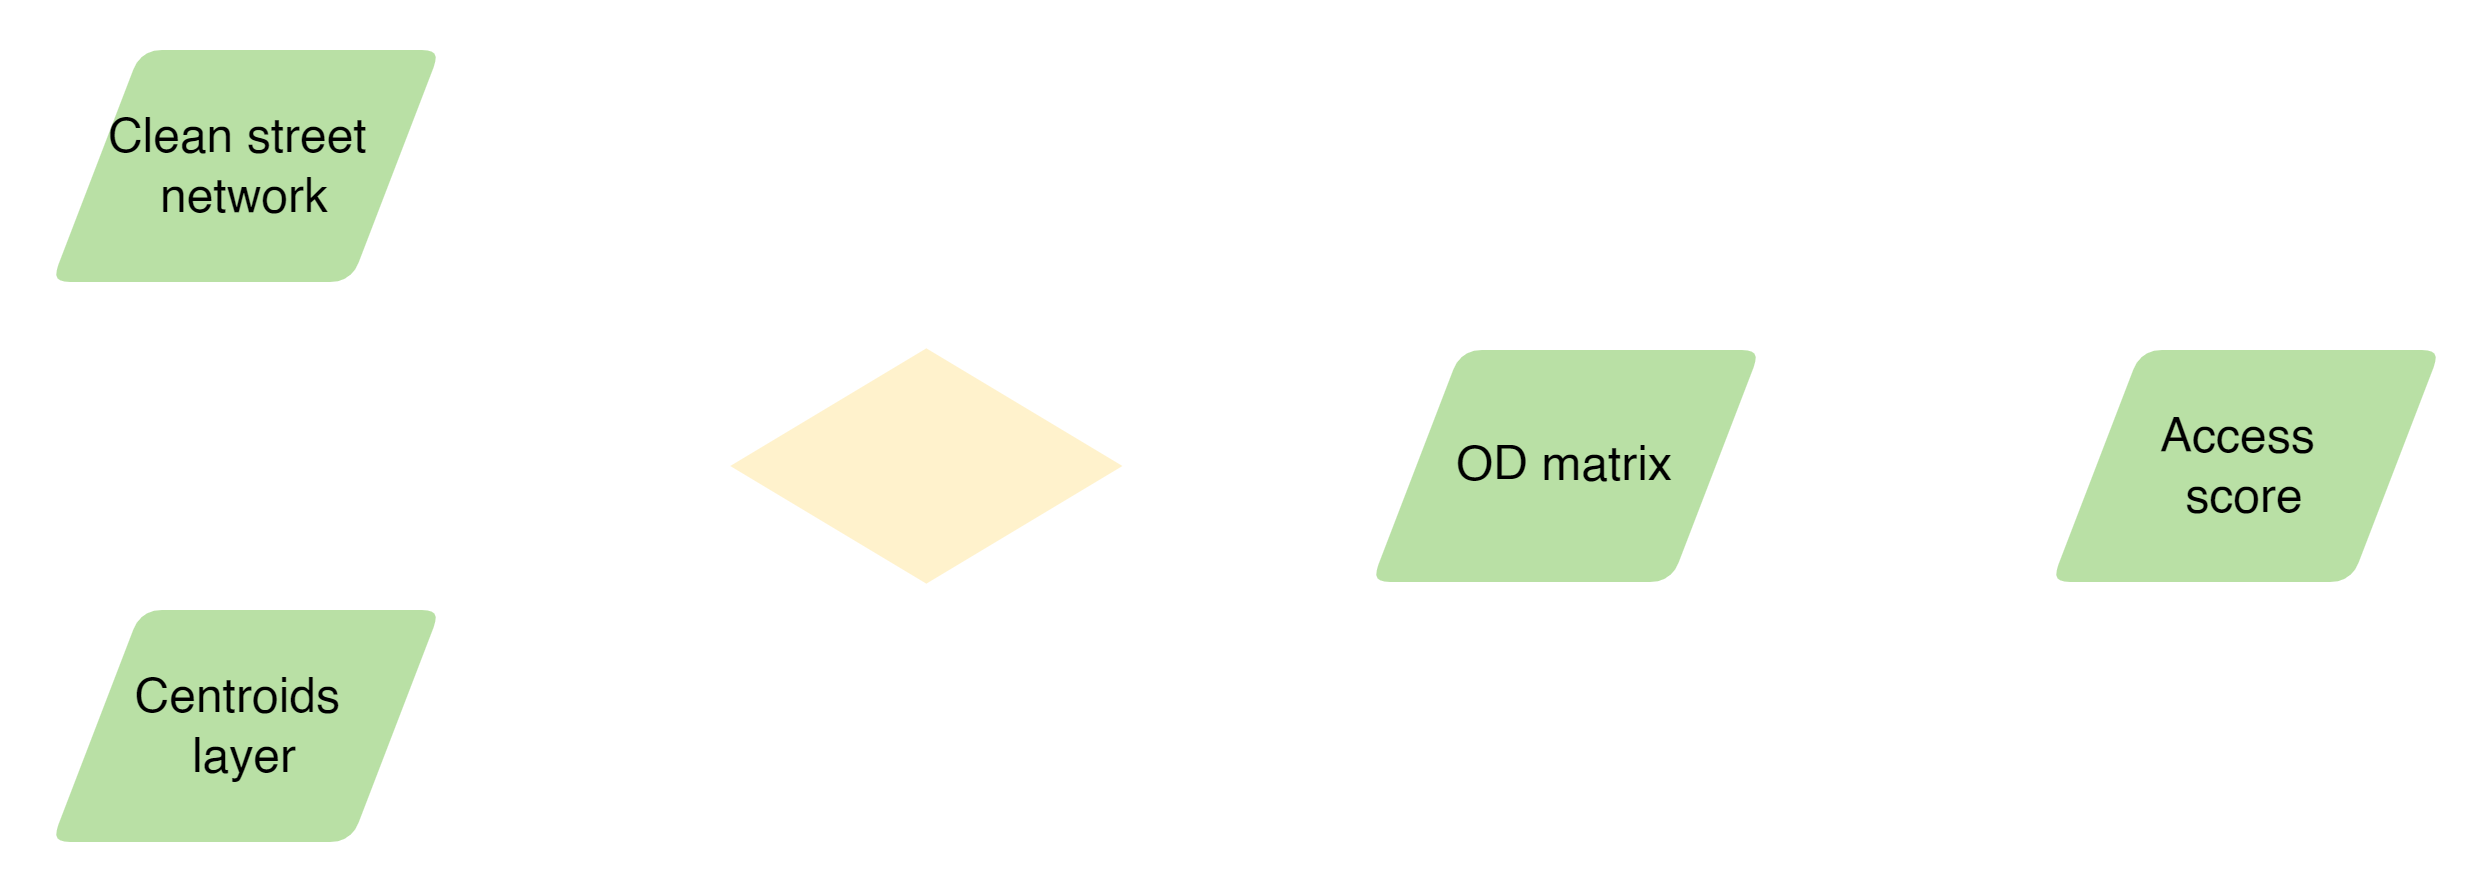 Clean street
network
Centroids
layer
OD matrix
Access
score